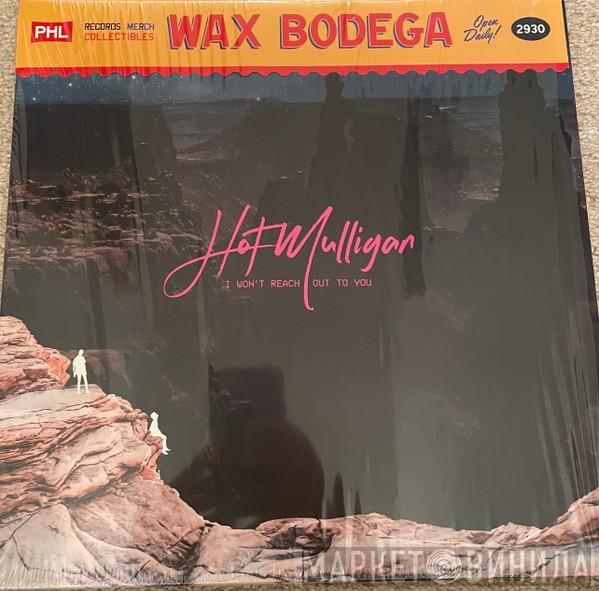 PHL
RECORDS MERCH
COLLECTIBLES
WAX BODEGA
Open
Daily!
2930
Hot Mulligan
I WON'T REACH OUT TO YOU
МАРКЕТ ВИНИЛА